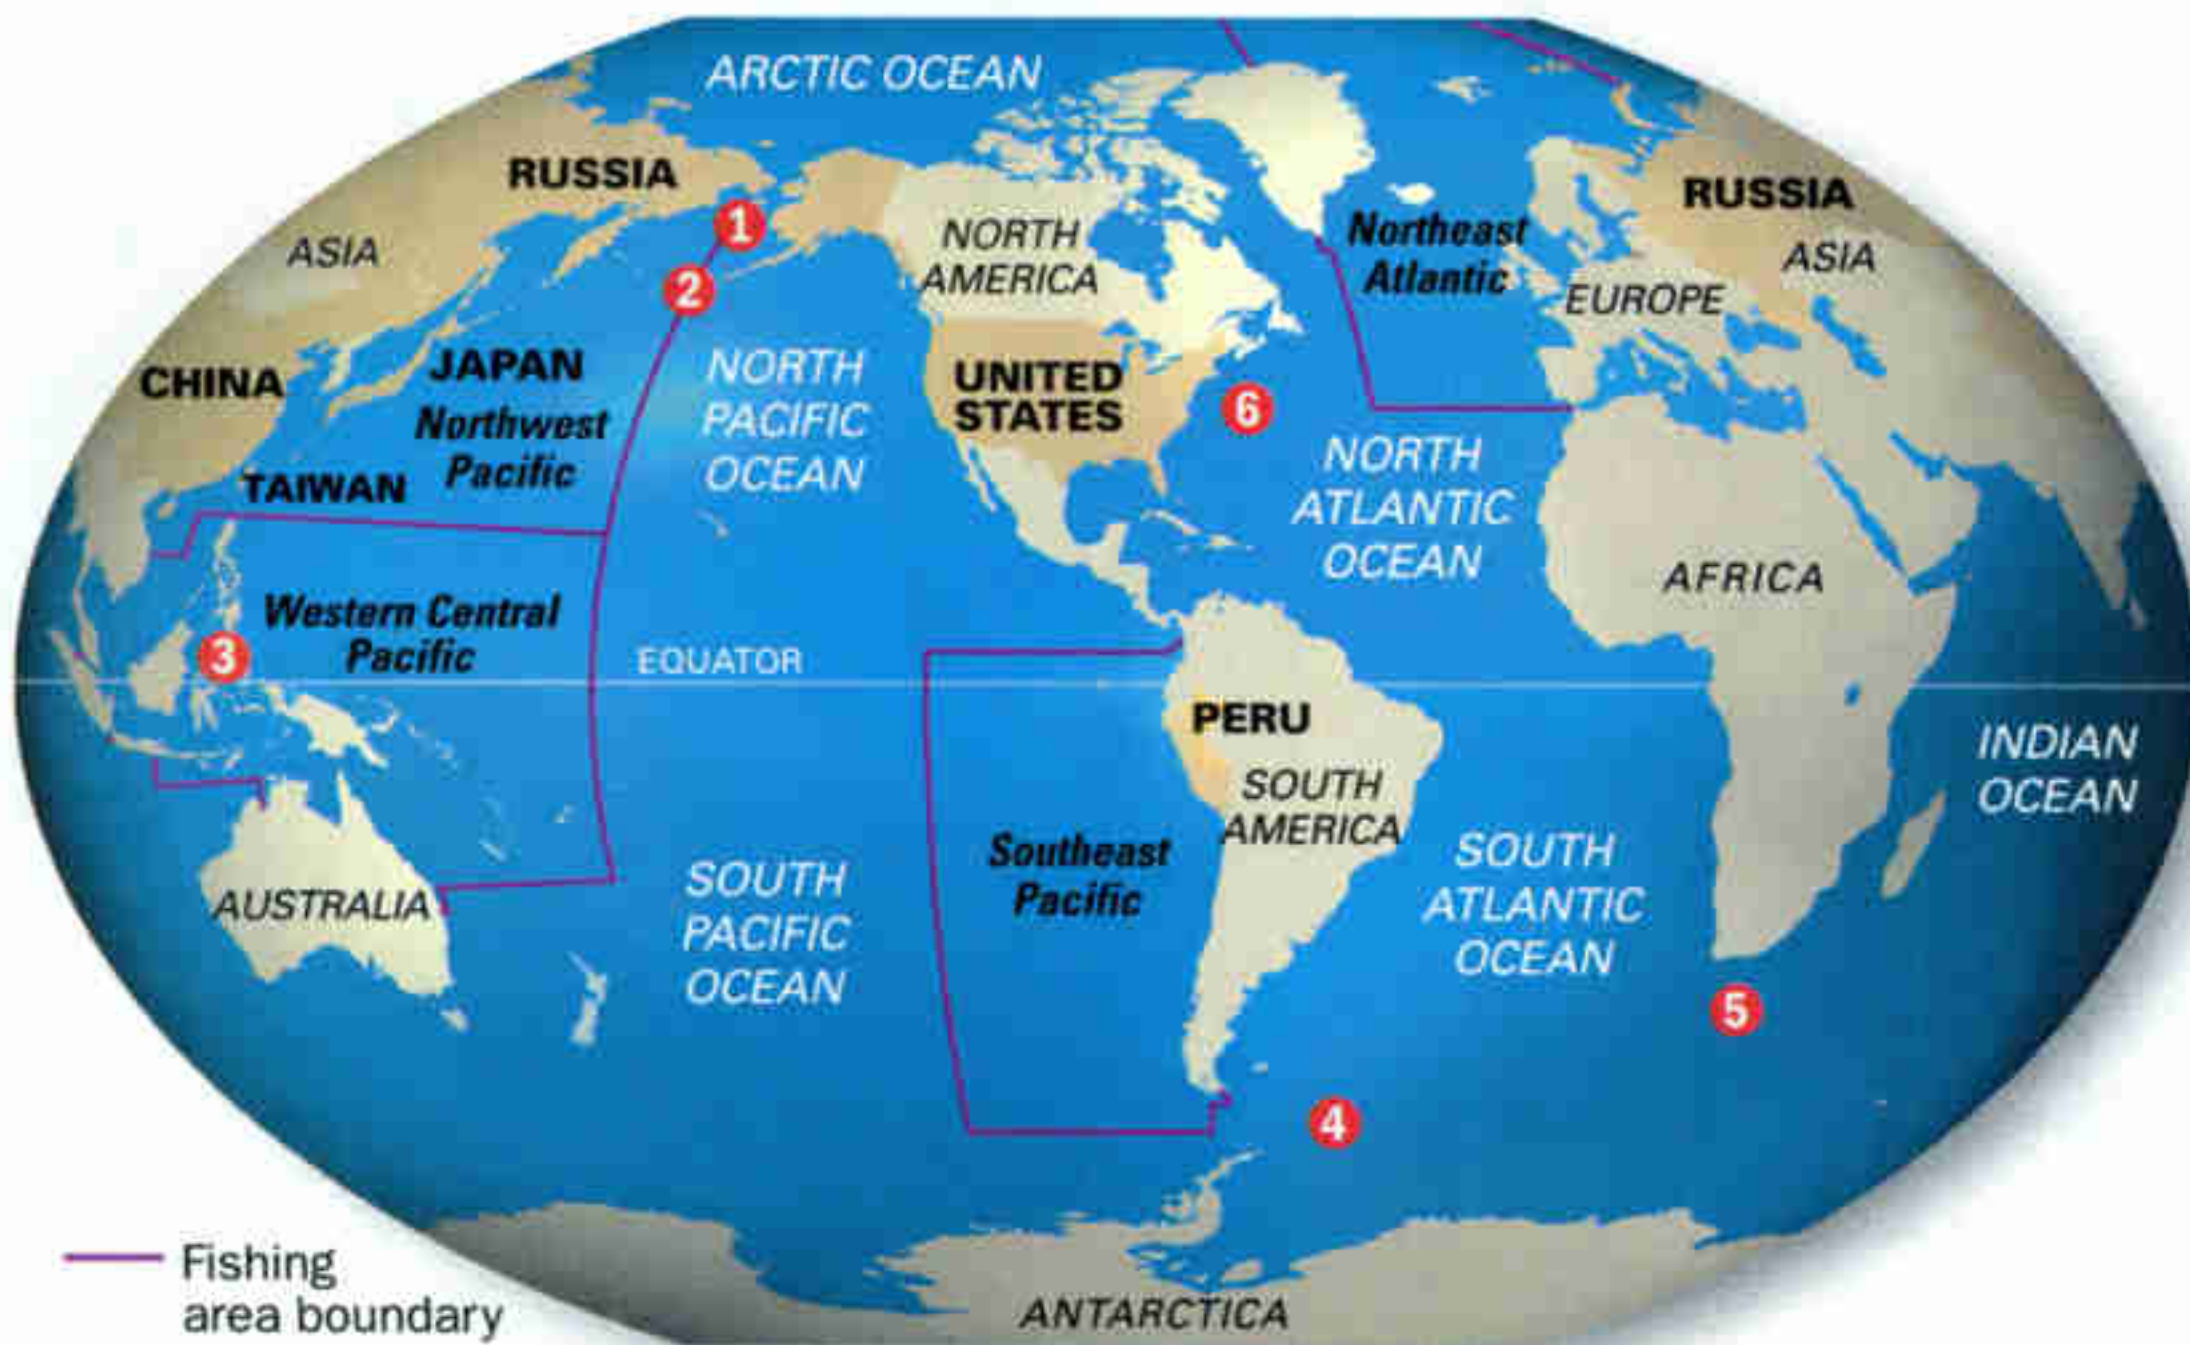 ARCTIC OCEAN
RUSSIA
RUSSIA
1
ASIA
NORTH
AMERICA
Northeast
Atlantic
ASIA
2
EUROPE
CHINA
JAPAN
Northwest
Pacific
NORTH
PACIFIC
OCEAN
UNITED
STATES
6
TAIWAN
NORTH
ATLANTIC
OCEAN
AFRICA
Western Central
Pacific
3
EQUATOR
PERU
SOUTH
AMERICA
INDIAN
OCEAN
Southeast
Pacific
SOUTH
ATLANTIC
OCEAN
AUSTRALIA
SOUTH
PACIFIC
OCEAN
5
4
Fishing
area boundary
ANTARCTICA